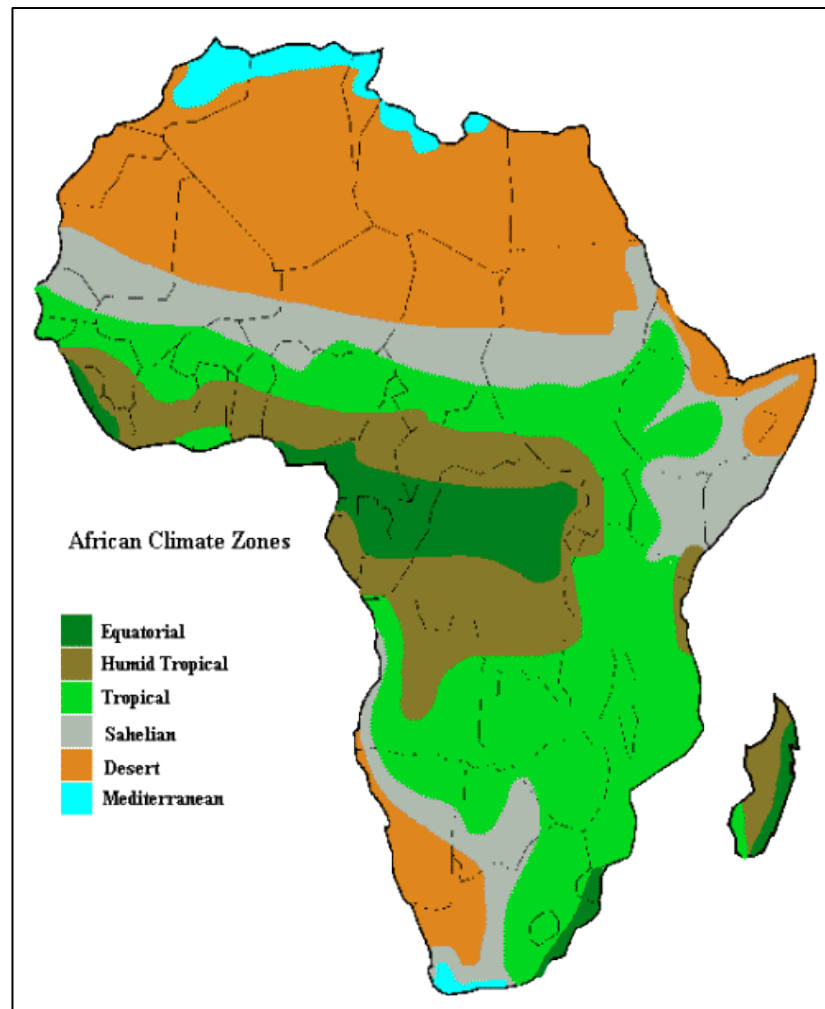 African Climate Zones
Equatorial
Humid Tropical
Tropical
Sahelian
Desert
Mediterranean